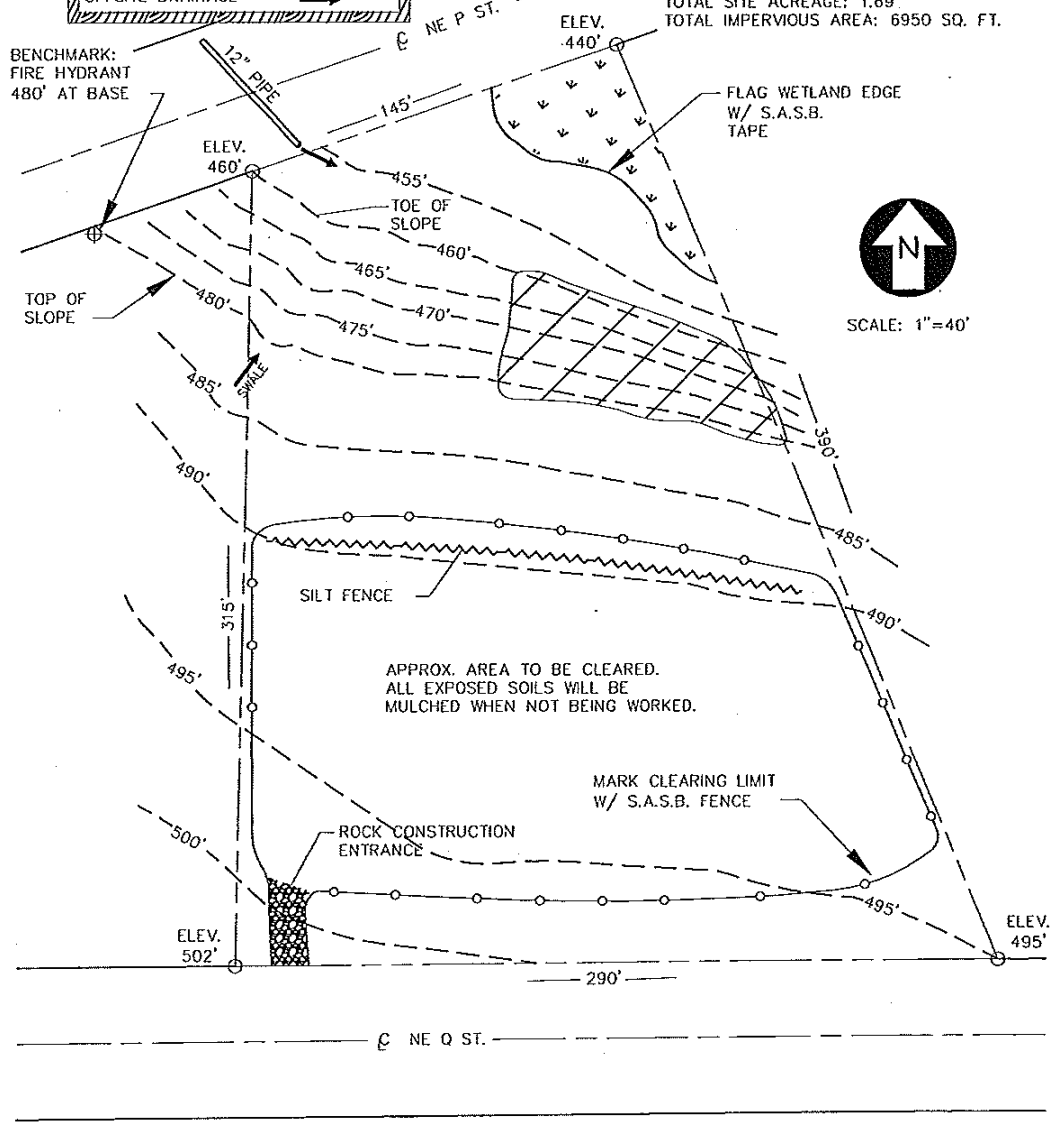 TOTAL SITE ACREAGE: 1.69
TOTAL IMPERVIOUS AREA: 6950 SQ. FT.
NE P ST.
ELEV.
440'
BENCHMARK:
FIRE HYDRANT
480' AT BASE
12" PIPE
145'
FLAG WETLAND EDGE
W/ S.A.S.B.
TAPE
ELEV.
460'
455'
TOE OF
SLOPE
460'
465'
N
TOP OF
SLOPE
480'
470'
475'
SCALE: 1"=40'
SWALE
485'
390'
490'
485'
SILT FENCE
315'
490'
495'
APPROX. AREA TO BE CLEARED.
ALL EXPOSED SOILS WILL BE
MULCHED WHEN NOT BEING WORKED.
MARK CLEARING LIMIT
W/ S.A.S.B. FENCE
500'
ROCK CONSTRUCTION
ENTRANCE
495'
ELEV.
502'
ELEV.
495'
290'
NE Q ST.